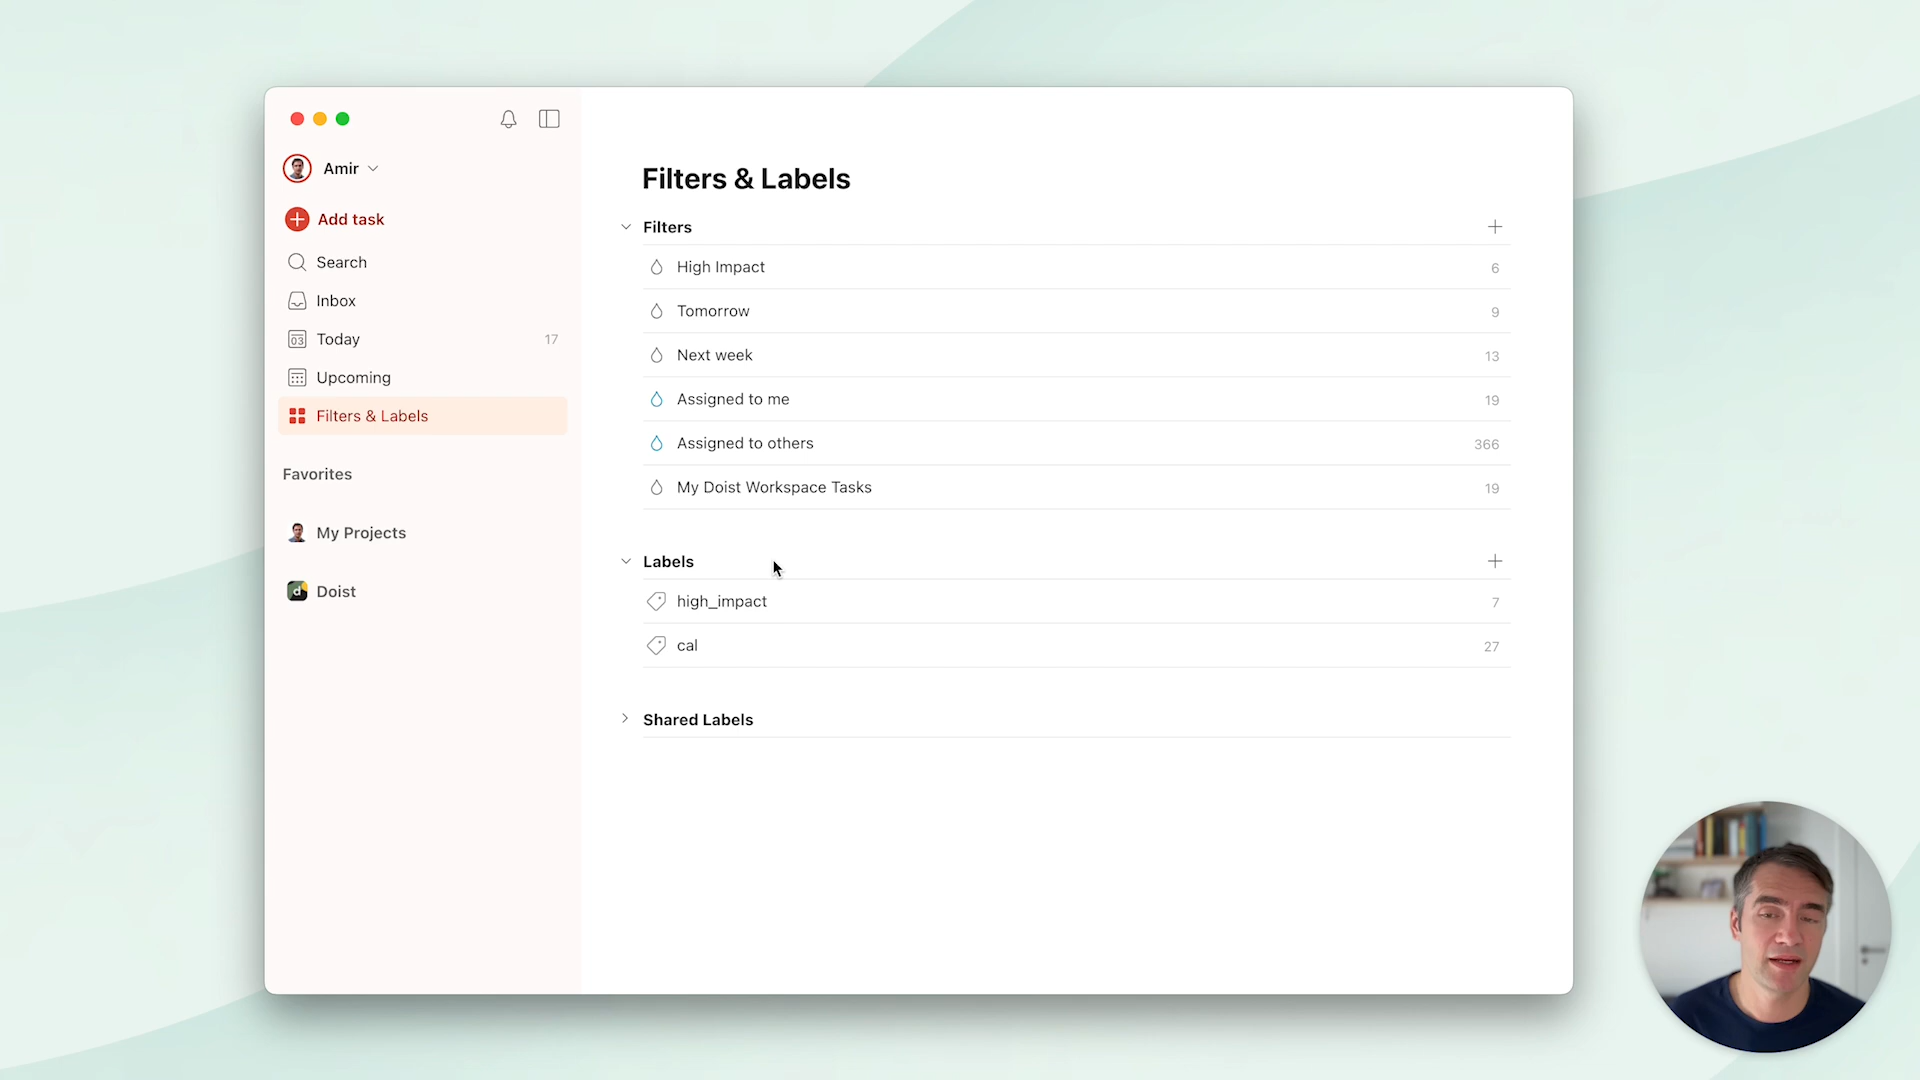 Amir
Add task
Search
Inbox
03 Today 17
Upcoming
Filters & Labels
Favorites
My Projects
d Doist
Filters & Labels
Filters
High Impact 6
Tomorrow 9
Next week 13
Assigned to me 19
Assigned to others 366
My Doist Workspace Tasks 19
Labels
high_impact 7
cal 27
Shared Labels